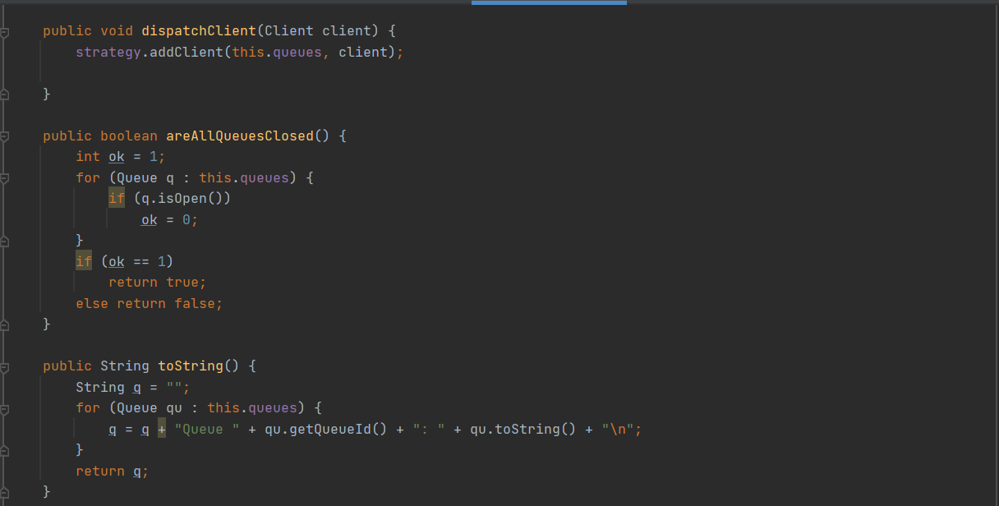 public void dispatchClient(Client client) {
strategy.addClient(this.queues, client);
}
public boolean areAllQueuesClosed() {
int ok = 1;
for (Queue q : this.queues) {
if (q.isOpen())
ok = 0;
}
if (ok == 1)
return true;
else return false;
}
public String toString() {
String q = "";
for (Queue qu : this.queues) {
q = q + "Queue " + qu.getQueueId() + ": " + qu.toString() + "\n";
}
return q;
}